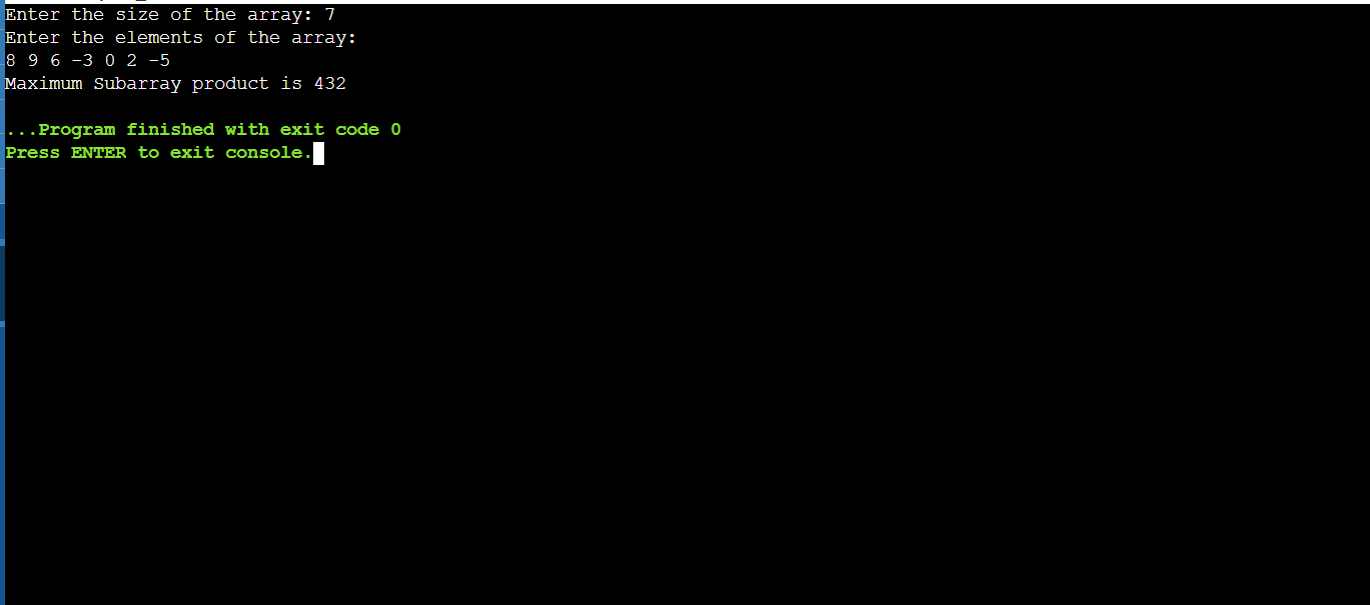 Enter the size of the array: 7
Enter the elements of the array:
8 9 6 -3 0 2 -5
Maximum Subarray product is 432
...Program finished with exit code 0
Press ENTER to exit console.